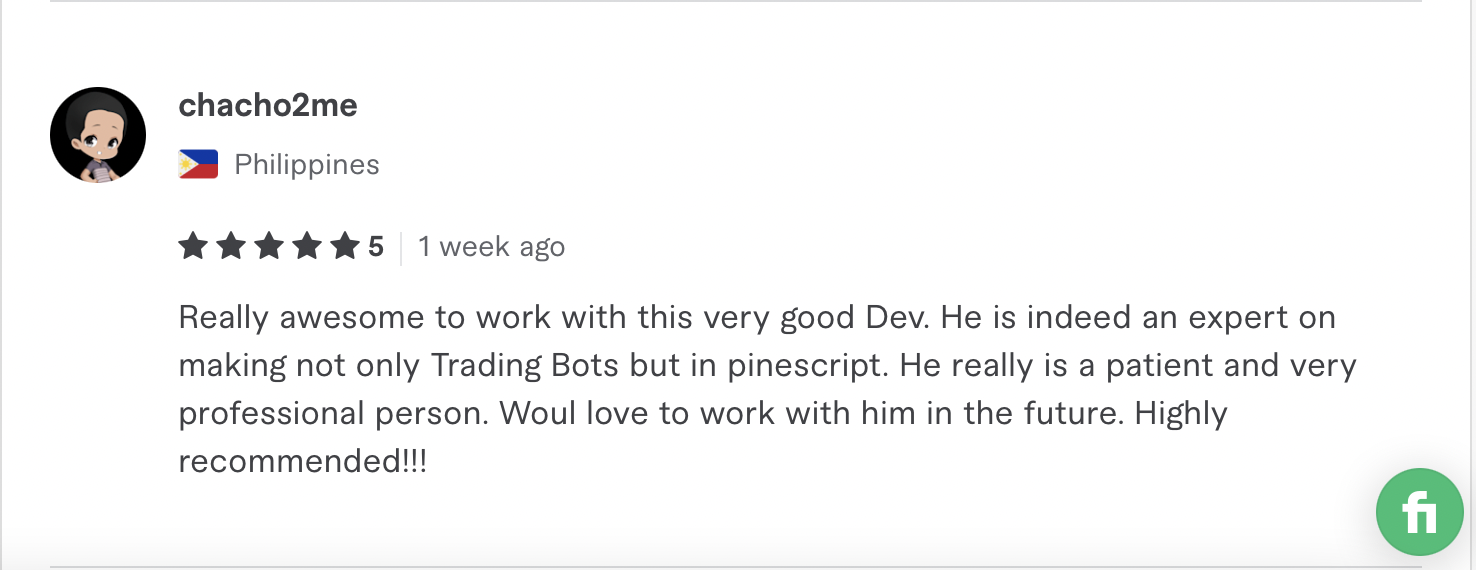 chacho2me
Philippines
5 | 1 week ago
Really awesome to work with this very good Dev. He is indeed an expert on
making not only Trading Bots but in pinescript. He really is a patient and very
professional person. Woul love to work with him in the future. Highly
recommended!!!
fi